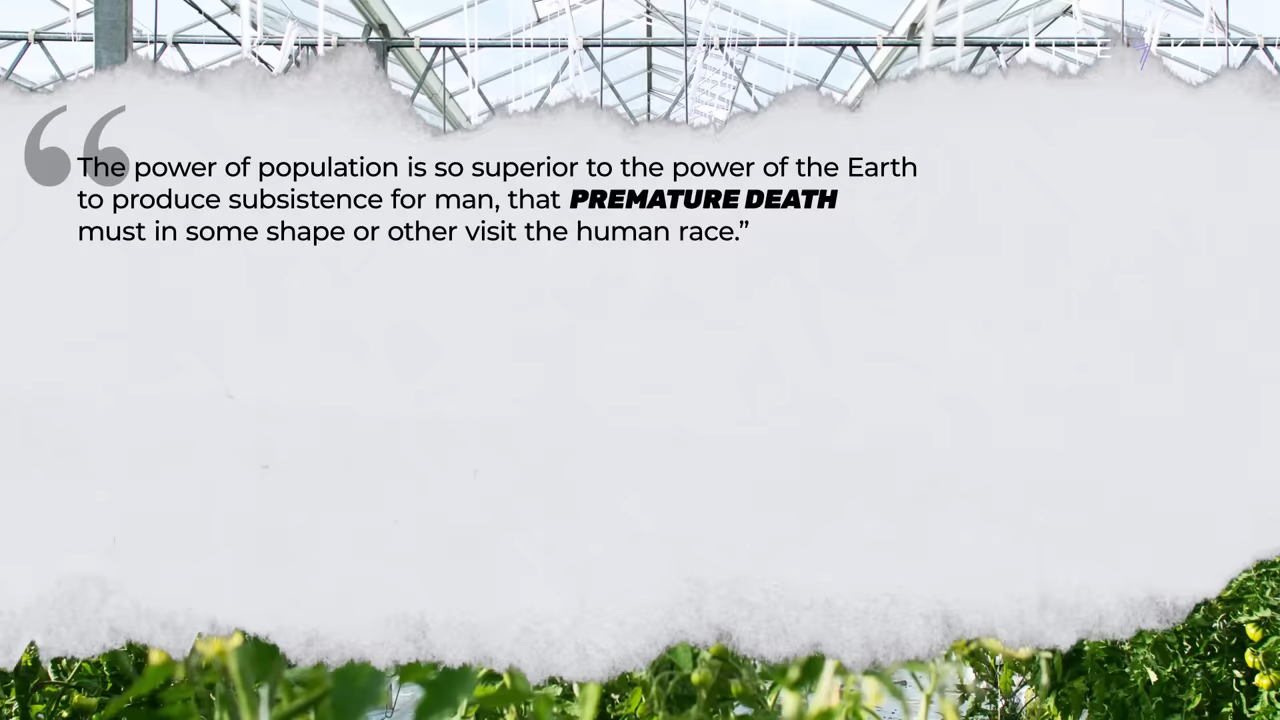 “The power of population is so superior to the power of the Earth
to produce subsistence for man, that PREMATURE DEATH
must in some shape or other visit the human race.”